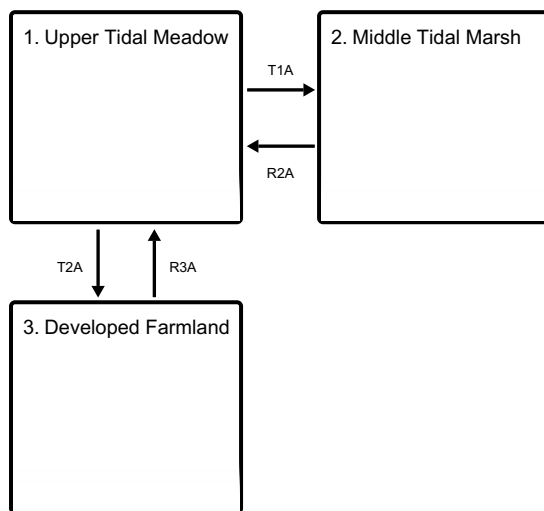 1. Upper Tidal Meadow
2. Middle Tidal Marsh
T1A
R2A
T2A
R3A
3. Developed Farmland